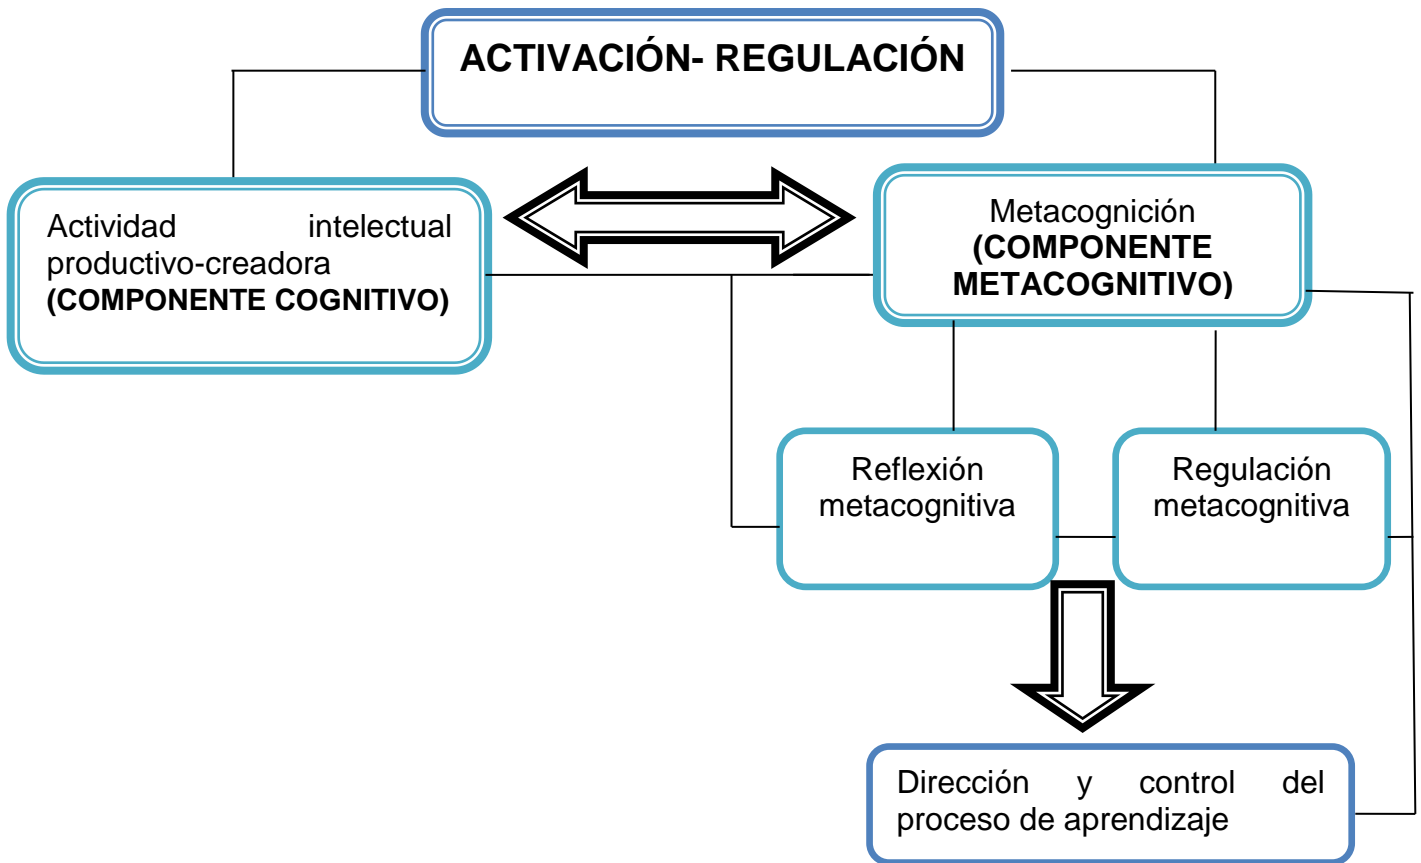 ACTIVACIÓN- REGULACIÓN
Actividad intelectual
productivo-creadora
(COMPONENTE COGNITIVO)
Metacognición
(COMPONENTE
METACOGNITIVO)
Reflexión
metacognitiva
Regulación
metacognitiva
Dirección y control del
proceso de aprendizaje